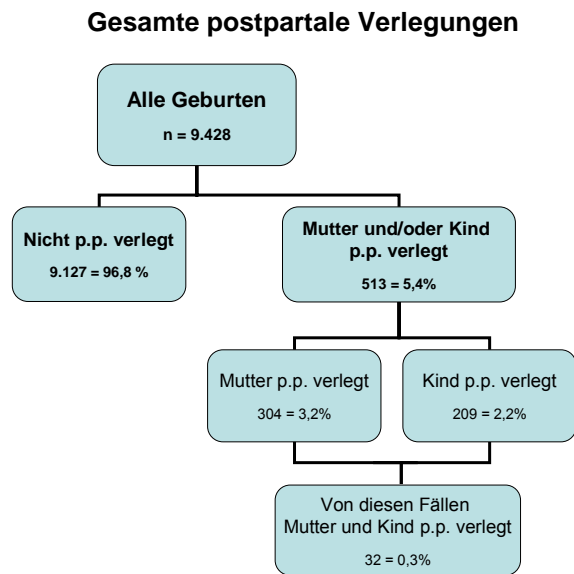 Gesamte postpartale Verlegungen
Alle Geburten
n = 9.428
Nicht p.p. verlegt
9.127 = 96,8 %
Mutter und/oder Kind
p.p. verlegt
513 = 5,4%
Mutter p.p. verlegt
304 = 3,2%
Kind p.p. verlegt
209 = 2,2%
Von diesen Fällen
Mutter und Kind p.p. verlegt
32 = 0,3%